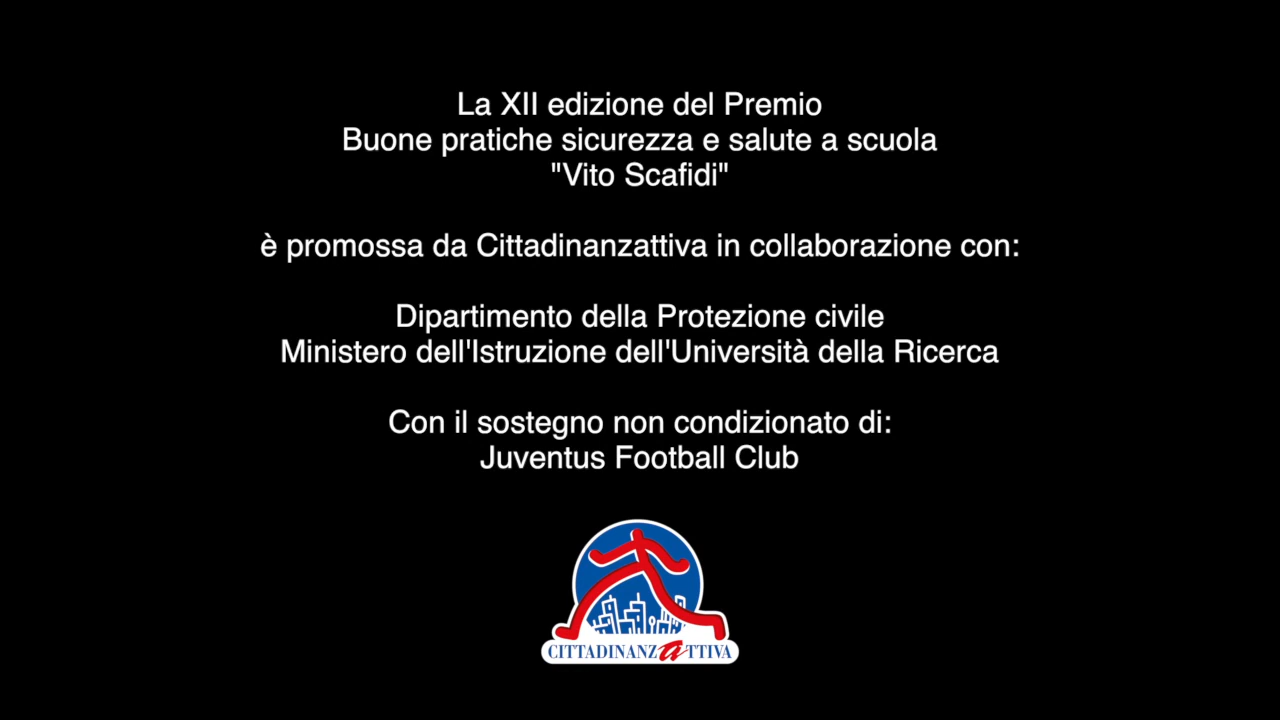 La XII edizione del Premio
Buone pratiche sicurezza e salute a scuola
"Vito Scafidi"
è promossa da Cittadinanzattiva in collaborazione con:
Dipartimento della Protezione civile
Ministero dell'Istruzione dell'Università della Ricerca
Con il sostegno non condizionato di:
Juventus Football Club
CITTADINANZATTIVA